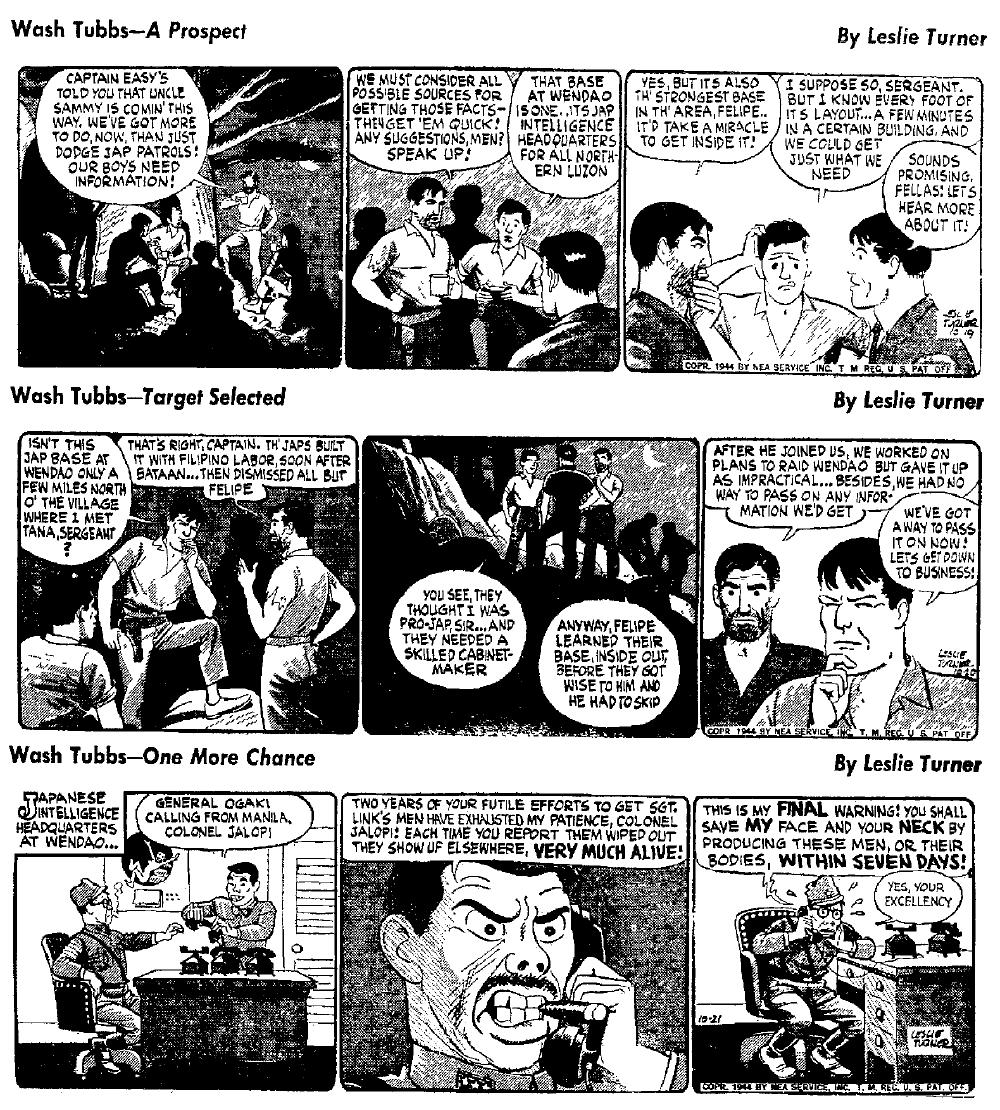 Wash Tubbs—A Prospect
By Leslie Turner
CAPTAIN EASY'S
TOLD YOU THAT UNCLE
SAMMY IS COMIN' THIS
WAY. WE'VE GOT MORE
TO DO, NOW, THAN JUST
DODGE JAP PATROLS!
OUR BOYS NEED
INFORMATION!
WE MUST CONSIDER ALL
POSSIBLE SOURCES FOR
GETTING THOSE FACTS—
THEN GET 'EM QUICK!
ANY SUGGESTIONS, MEN?
SPEAK UP!
THAT BASE
AT WENDAO
IS ONE.. ITS JAP
INTELLIGENCE
HEADQUARTERS
FOR ALL NORTH-
ERN LUZON
YES, BUT IT'S ALSO
TH' STRONGEST BASE
IN TH' AREA, FELIPE..
IT'D TAKE A MIRACLE
TO GET INSIDE IT!
I SUPPOSE SO, SERGEANT.
BUT I KNOW EVERY FOOT OF
ITS LAYOUT... A FEW MINUTES
IN A CERTAIN BUILDING, AND
WE COULD GET
JUST WHAT WE
NEED
SOUNDS
PROMISING,
FELLAS! LET'S
HEAR MORE
ABOUT IT!
LESLIE
TURNER
10-19
COPR. 1944 BY NEA SERVICE, INC. T. M. REG. U. S. PAT. OFF.
Wash Tubbs—Target Selected
By Leslie Turner
ISN'T THIS
JAP BASE AT
WENDAO ONLY A
FEW MILES NORTH
O' THE VILLAGE
WHERE I MET
TANA, SERGEANT
?
THAT'S RIGHT, CAPTAIN. TH' JAPS BUILT
IT WITH FILIPINO LABOR, SOON AFTER
BATAAN... THEN DISMISSED ALL BUT
FELIPE
YOU SEE, THEY
THOUGHT I WAS
PRO-JAP, SIR... AND
THEY NEEDED A
SKILLED CABINET-
MAKER
ANYWAY, FELIPE
LEARNED THEIR
BASE, INSIDE OUT,
BEFORE THEY GOT
WISE TO HIM AND
HE HAD TO SKIP
AFTER HE JOINED US, WE WORKED ON
PLANS TO RAID WENDAO BUT GAVE IT UP
AS IMPRACTICAL... BESIDES, WE HAD NO
WAY TO PASS ON ANY INFOR-
MATION WE'D GET
WE'VE GOT
A WAY TO PASS
IT ON NOW!
LET'S GET DOWN
TO BUSINESS!
LESLIE
TURNER
10-20
COPR. 1944 BY NEA SERVICE, INC. T. M. REG. U. S. PAT. OFF.
Wash Tubbs—One More Chance
By Leslie Turner
JAPANESE
INTELLIGENCE
HEADQUARTERS
AT WENDAO...
GENERAL OGAKI
CALLING FROM MANILA,
COLONEL JALOPI
TWO YEARS OF YOUR FUTILE EFFORTS TO GET SGT.
LINK'S MEN HAVE EXHAUSTED MY PATIENCE, COLONEL
JALOPI! EACH TIME YOU REPORT THEM WIPED OUT
THEY SHOW UP ELSEWHERE, VERY MUCH ALIVE!
THIS IS MY FINAL WARNING! YOU SHALL
SAVE MY FACE AND YOUR NECK BY
PRODUCING THESE MEN, OR THEIR
BODIES, WITHIN SEVEN DAYS!
YES, YOUR
EXCELLENCY
10-21
LESLIE
TURNER
COPR. 1944 BY NEA SERVICE, INC. T. M. REG. U. S. PAT. OFF.